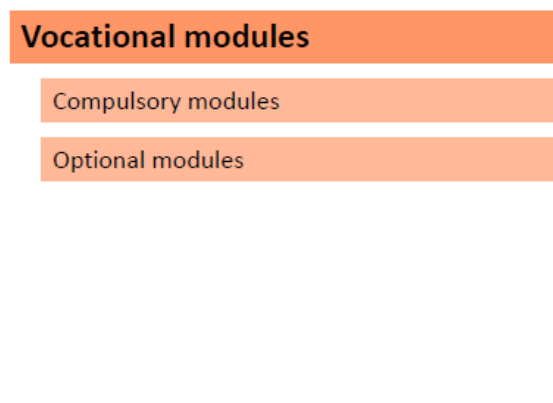 Vocational modules
Compulsory modules
Optional modules